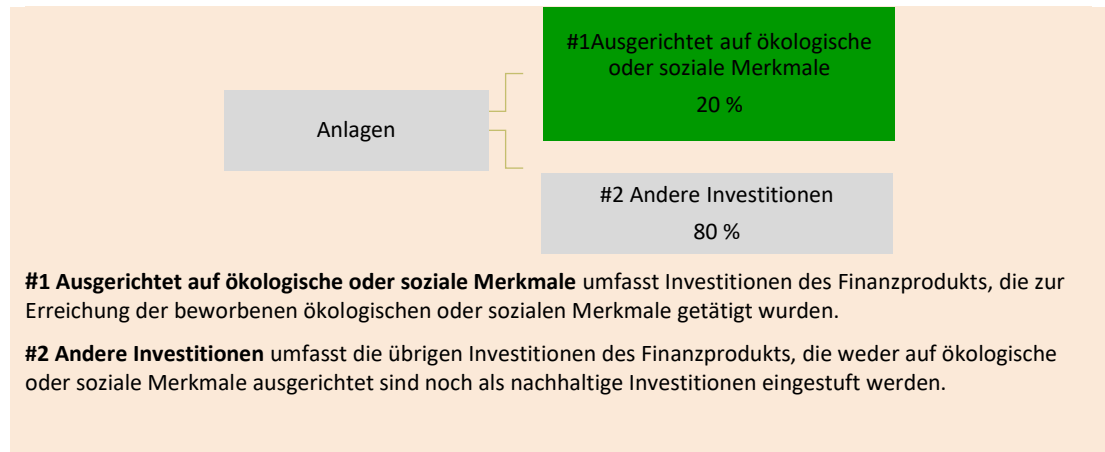 #1Ausgerichtet auf ökologische
oder soziale Merkmale
20 %
Anlagen
#2 Andere Investitionen
80 %
#1 Ausgerichtet auf ökologische oder soziale Merkmale umfasst Investitionen des Finanzprodukts, die zur
Erreichung der beworbenen ökologischen oder sozialen Merkmale getätigt wurden.
#2 Andere Investitionen umfasst die übrigen Investitionen des Finanzprodukts, die weder auf ökologische
oder soziale Merkmale ausgerichtet sind noch als nachhaltige Investitionen eingestuft werden.